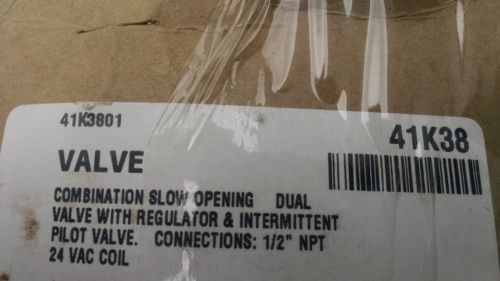 41K3801
41K38
VALVE
COMBINATION SLOW OPENING DUAL
VALVE WITH REGULATOR & INTERMITTENT
PILOT VALVE. CONNECTIONS: 1/2" NPT
24 VAC COIL